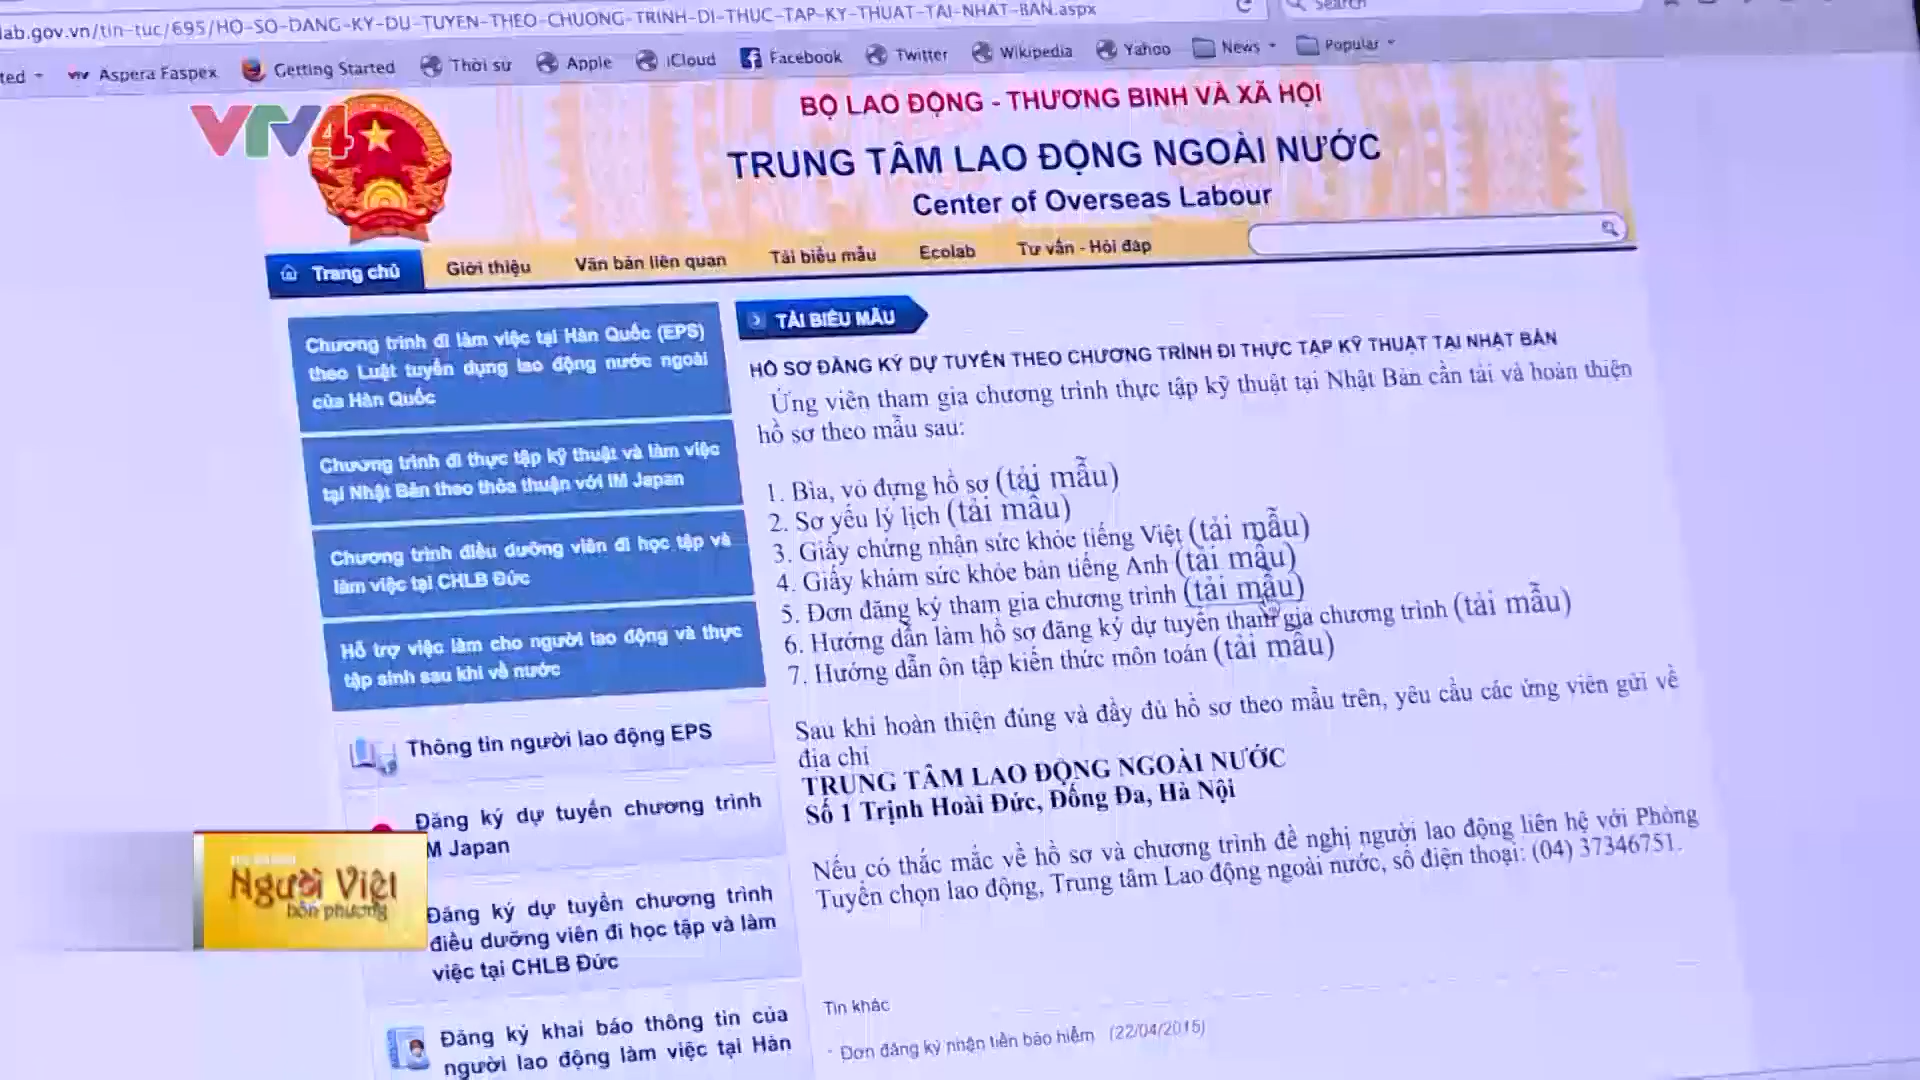 lab.gov.vn/tin-tuc/695/HO-SO-DANG-KY-DU-TUYEN-THEO-CHUONG-TRINH-DI-THUC-TAP-KY-THUAT-TAI-NHAT-BAN.aspx
Search
ted
Aspera Faspex
Getting Started
Thời sự
Apple
iCloud
Facebook
Twitter
Wikipedia
Yahoo
News
Popular
VTV4
BỘ LAO ĐỘNG - THƯƠNG BINH VÀ XÃ HỘI
TRUNG TÂM LAO ĐỘNG NGOÀI NƯỚC
Center of Overseas Labour
Trang chủ
Giới thiệu
Văn bản liên quan
Tải biểu mẫu
Ecolab
Tư vấn - Hỏi đáp
Chương trình đi làm việc tại Hàn Quốc (EPS)
theo Luật tuyển dụng lao động nước ngoài
của Hàn Quốc
Chương trình đi thực tập kỹ thuật và làm việc
tại Nhật Bản theo thỏa thuận với IM Japan
Chương trình điều dưỡng viên đi học tập và
làm việc tại CHLB Đức
Hỗ trợ việc làm cho người lao động và thực
tập sinh sau khi về nước
Thông tin người lao động EPS
Đăng ký dự tuyển chương trình
M Japan
Đăng ký dự tuyển chương trình
điều dưỡng viên đi học tập và làm
việc tại CHLB Đức
Đăng ký khai báo thông tin của
người lao động làm việc tại Hàn
TẢI BIỂU MẪU
HỒ SƠ ĐĂNG KÝ DỰ TUYỂN THEO CHƯƠNG TRÌNH ĐI THỰC TẬP KỸ THUẬT TẠI NHẬT BẢN
Ứng viên tham gia chương trình thực tập kỹ thuật tại Nhật Bản cần tải và hoàn thiện
hồ sơ theo mẫu sau:
1. Bìa, vỏ đựng hồ sơ (tải mẫu)
2. Sơ yếu lý lịch (tải mẫu)
3. Giấy chứng nhận sức khỏe tiếng Việt (tải mẫu)
4. Giấy khám sức khỏe bản tiếng Anh (tải mẫu)
5. Đơn đăng ký tham gia chương trình (tải mẫu)
6. Hướng dẫn làm hồ sơ đăng ký dự tuyển tham gia chương trình (tải mẫu)
7. Hướng dẫn ôn tập kiến thức môn toán (tải mẫu)
Sau khi hoàn thiện đúng và đầy đủ hồ sơ theo mẫu trên, yêu cầu các ứng viên gửi về
địa chỉ
TRUNG TÂM LAO ĐỘNG NGOÀI NƯỚC
Số 1 Trịnh Hoài Đức, Đống Đa, Hà Nội
Nếu có thắc mắc về hồ sơ và chương trình đề nghị người lao động liên hệ với Phòng
Tuyển chọn lao động, Trung tâm Lao động ngoài nước, số điện thoại: (04) 37346751.
Tin khác
- Đơn đăng ký nhận tiền bảo hiểm (22/04/2015)
Người Việt
bốn phương